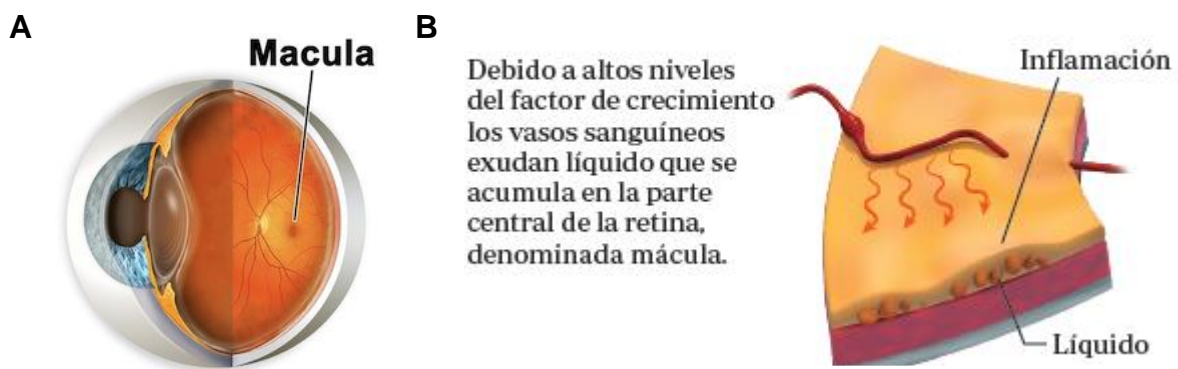 A
Macula
B
Debido a altos niveles
del factor de crecimiento
los vasos sanguíneos
exudan líquido que se
acumula en la parte
central de la retina,
denominada mácula.
Inflamación
Líquido